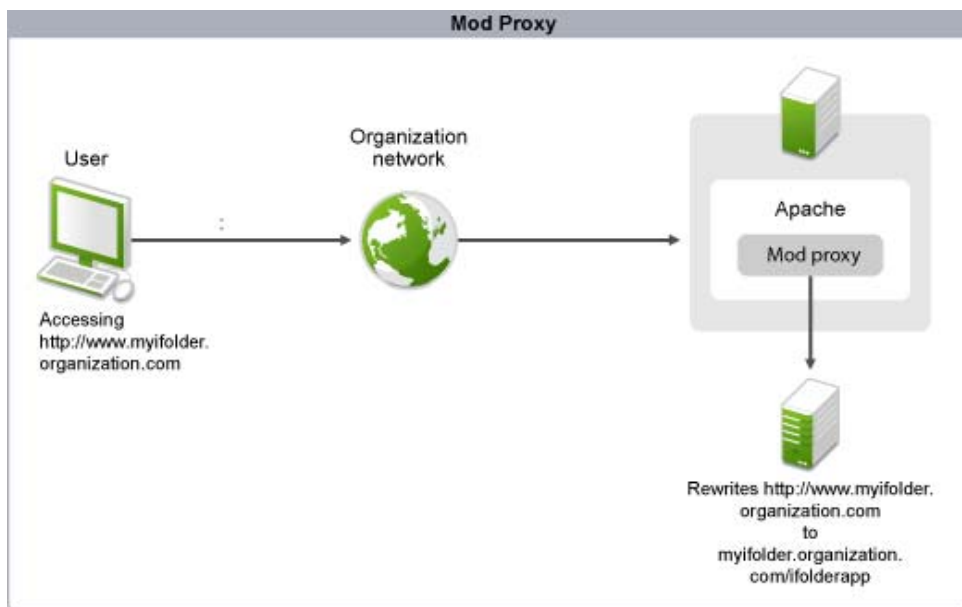 Mod Proxy
User
Organization
network
:
Accessing
http://www.myifolder.
organization.com
Apache
Mod proxy
Rewrites http://www.myifolder.
organization.com
to
myifolder.organization.
com/ifolderapp